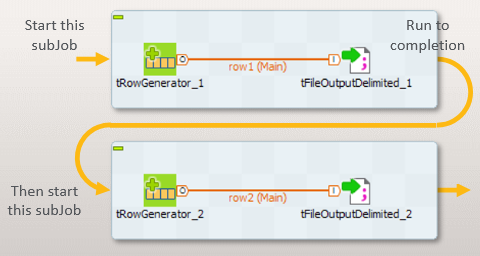 Start this
subJob
Run to
completion
row1 (Main)
tRowGenerator_1
tFileOutputDelimited_1
Then start
this subJob
row2 (Main)
tRowGenerator_2
tFileOutputDelimited_2